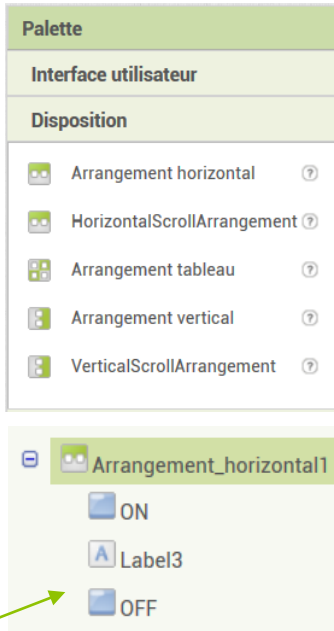 Palette
Interface utilisateur
Disposition
Arrangement horizontal
HorizontalScrollArrangement
Arrangement tableau
Arrangement vertical
VerticalScrollArrangement
Arrangement_horizontal1
ON
Label3
OFF